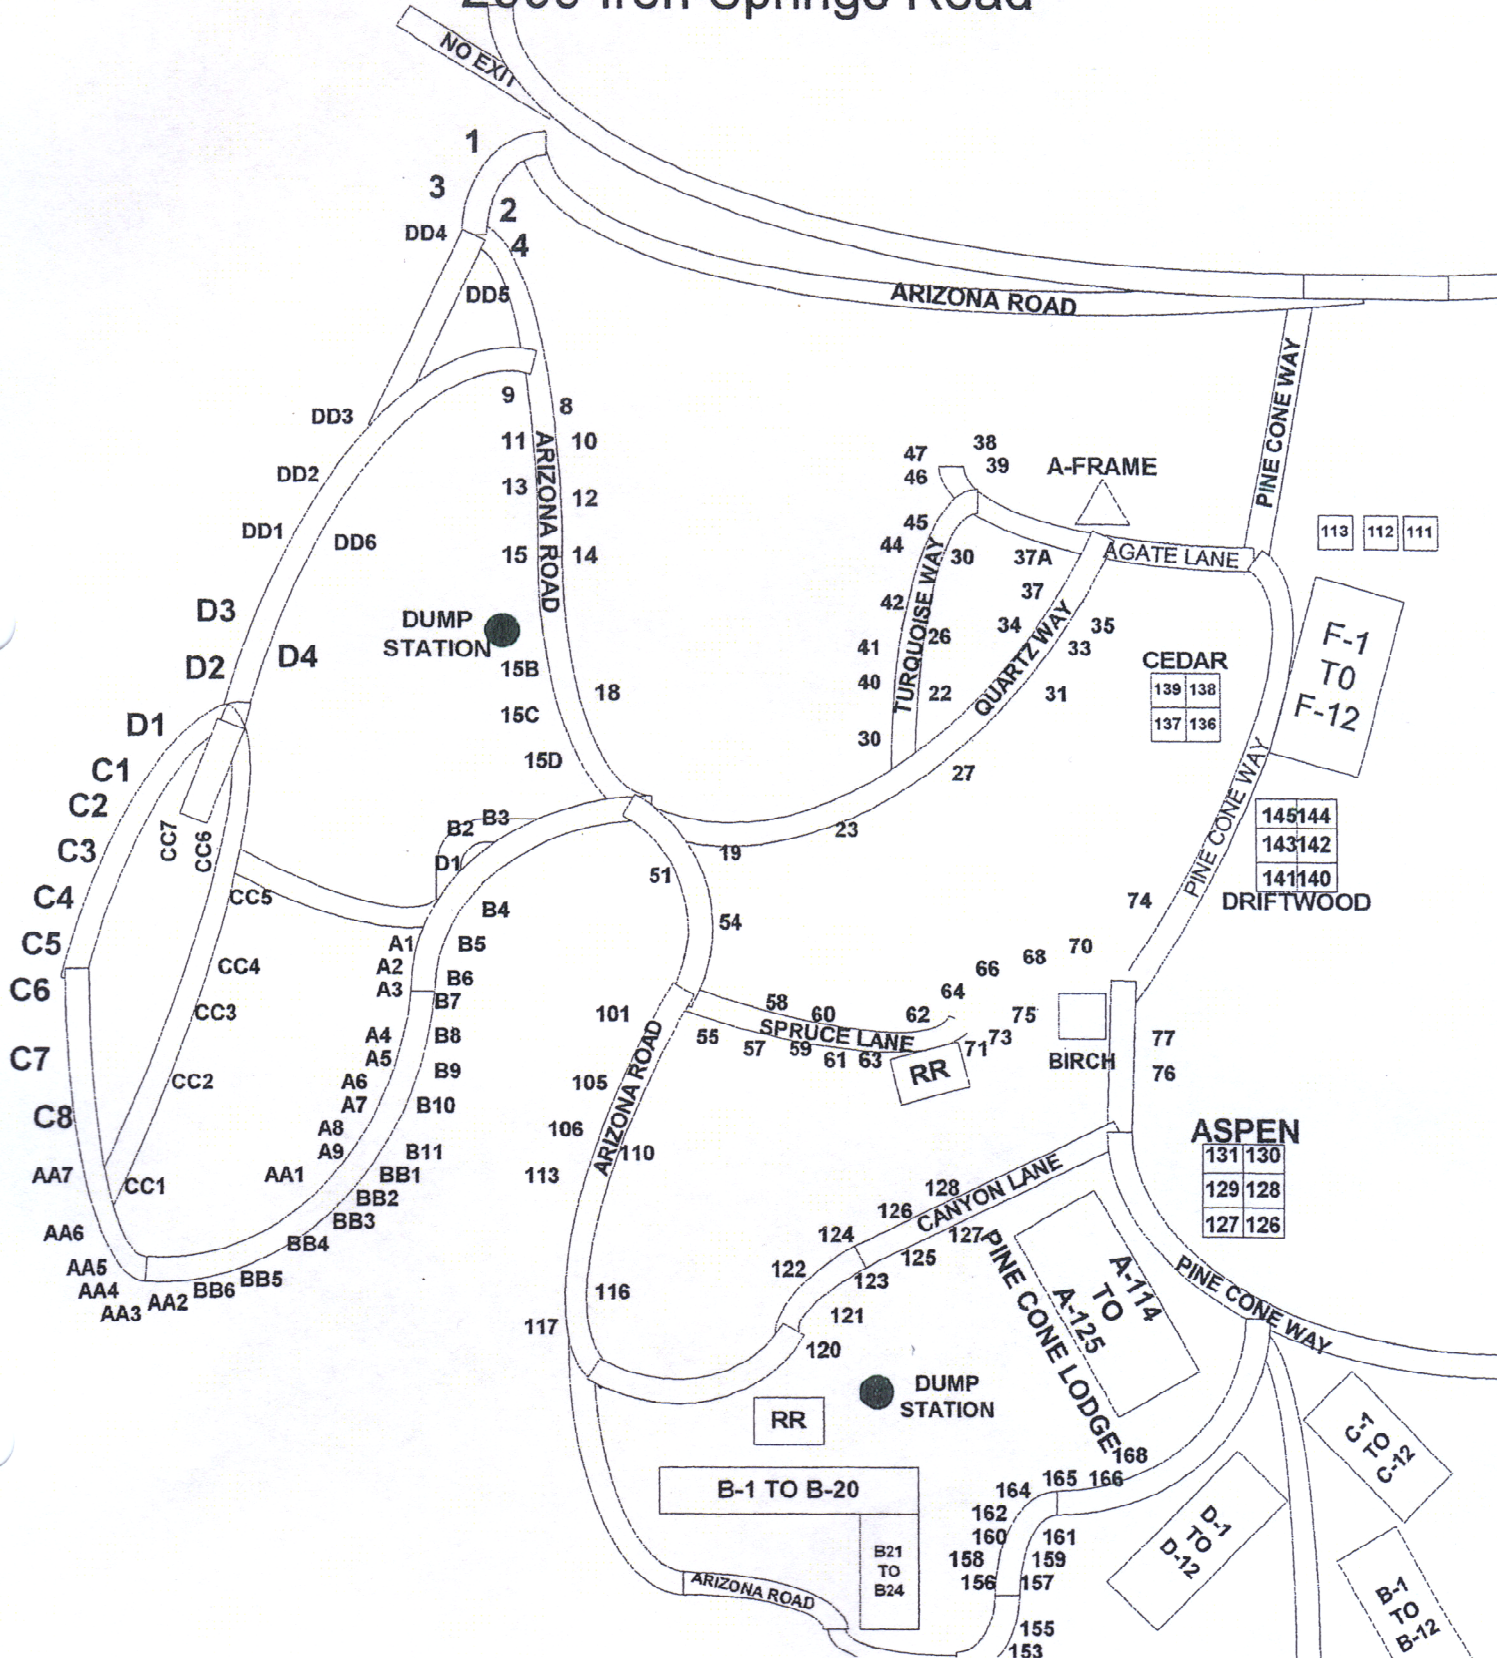 NO EXIT
1
3
2
DD4
4
DD5
ARIZONA ROAD
PINE CONE WAY
9
8
DD3
11
10
ARIZONA ROAD
DD2
13
12
DD1
DD6
15
14
47
38
46
39
A-FRAME
45
44
30
37A
AGATE LANE
113
112
111
TURQUOISE WAY
37
42
34
35
26
33
41
QUARTZ WAY
40
22
31
30
27
23
19
CEDAR
139 138
137 136
F-1
TO
F-12
D3
D2
D4
DUMP
STATION
15B
18
15C
15D
D1
C1
C2
C3
C4
C5
C6
C7
C8
CC7
CC6
CC5
CC4
CC3
CC2
CC1
B3
B2
D1
B4
A1
B5
A2
A3
B6
B7
A4
B8
A5
B9
A6
A7
B10
A8
A9
B11
AA1
BB1
BB2
BB3
BB4
BB5
BB6
AA7
AA6
AA5
AA4
AA3
AA2
51
54
101
ARIZONA ROAD
105
106
110
113
116
117
58
60
62
64
66
68
70
74
SPRUCE LANE
55
57
59
61
63
71
73
75
RR
BIRCH
PINE CONE WAY
145 144
143 142
141 140
DRIFTWOOD
77
76
ASPEN
131 130
129 128
127 126
128
CANYON LANE
126
124
127
125
122
123
121
120
PINE CONE LODGE
A-114
TO
A-125
PINE CONE WAY
DUMP
STATION
RR
B-1 TO B-20
B21
TO
B24
168
165
166
164
162
160
161
158
159
156
157
155
153
ARIZONA ROAD
C-1
TO
C-12
D-1
TO
D-12
B-1
TO
B-12